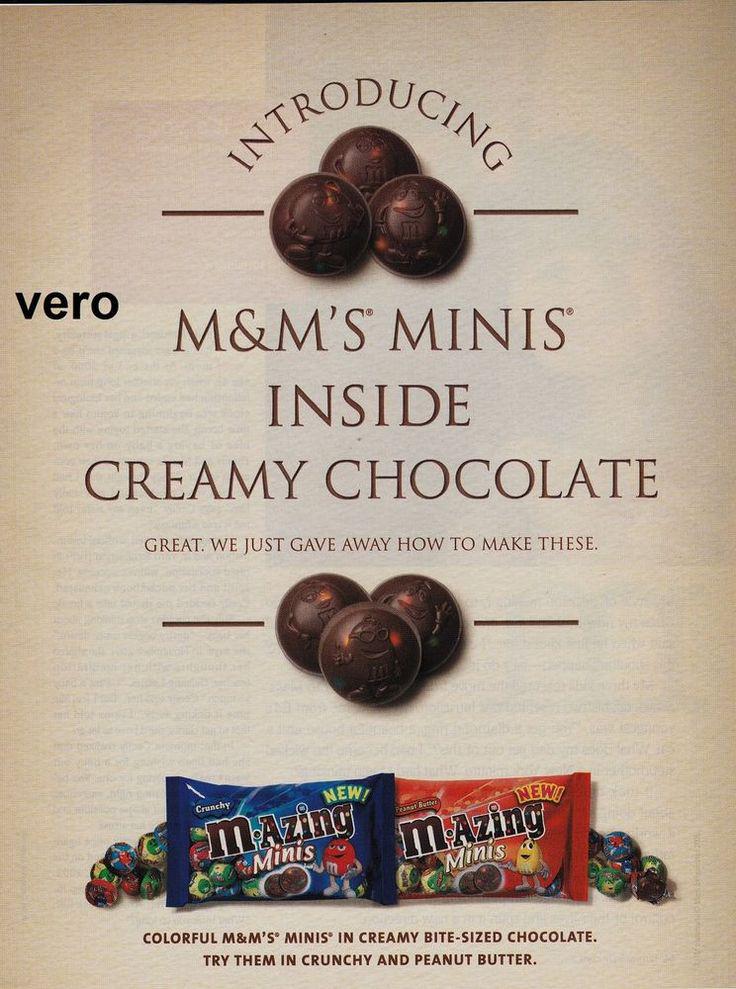 INTRODUCING
vero
M&M'S® MINIS®
INSIDE
CREAMY CHOCOLATE
GREAT. WE JUST GAVE AWAY HOW TO MAKE THESE.
Crunchy
NEW!
m·Azing
Minis
Peanut Butter
NEW!
m·Azing
Minis
COLORFUL M&M'S® MINIS® IN CREAMY BITE-SIZED CHOCOLATE.
TRY THEM IN CRUNCHY AND PEANUT BUTTER.